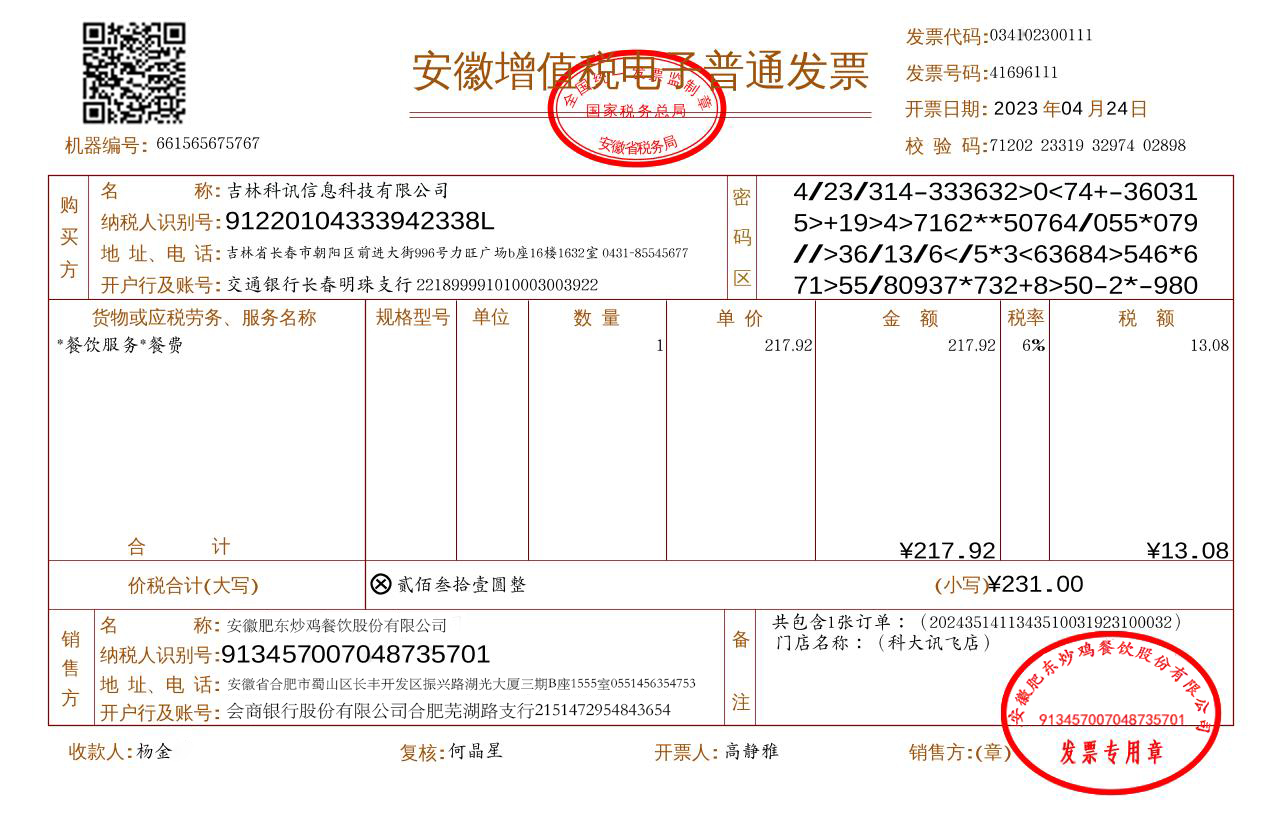 安徽增值税电子普通发票
全国统一发票监制章
国家税务总局
安徽省税务局
发票代码:034102300111
发票号码:41696111
开票日期: 2023 年04 月24日
机器编号: 661565675767
校 验 码:71202 23319 32974 02898
购买方
名 称: 吉林科讯信息科技有限公司
纳税人识别号:91220104333942338L
地 址、电 话: 吉林省长春市朝阳区前进大街996号力旺广场b座16楼1632室 0431-85545677
开户行及账号: 交通银行长春明珠支行 221899991010003003922
密码区
4/23/314-333632>0<74+-36031
5>+19>4>7162**50764/055*079
//>36/13/6</5*3<63684>546*6
71>55/80937*732+8>50-2*-980
货物或应税劳务、服务名称 规格型号 单位 数 量 单 价 金 额 税率 税 额
*餐饮服务*餐费 1 217.92 217.92 6% 13.08
合 计 ¥217.92 ¥13.08
价税合计(大写) ⊗ 贰佰叁拾壹圆整 (小写)¥231.00
销售方
名 称: 安徽肥东炒鸡餐饮股份有限公司
纳税人识别号:913457007048735701
地 址、电 话: 安徽省合肥市蜀山区长丰开发区振兴路湖光大厦三期B座1555室0551456354753
开户行及账号: 会商银行股份有限公司合肥芜湖路支行2151472954843654
备注
共包含1张订单：（2024351411343510031923100032）
门店名称：（科大讯飞店）
安徽肥东炒鸡餐饮股份有限公司
913457007048735701
发票专用章
收款人: 杨金 复核: 何晶星 开票人: 高静雅 销售方:(章)